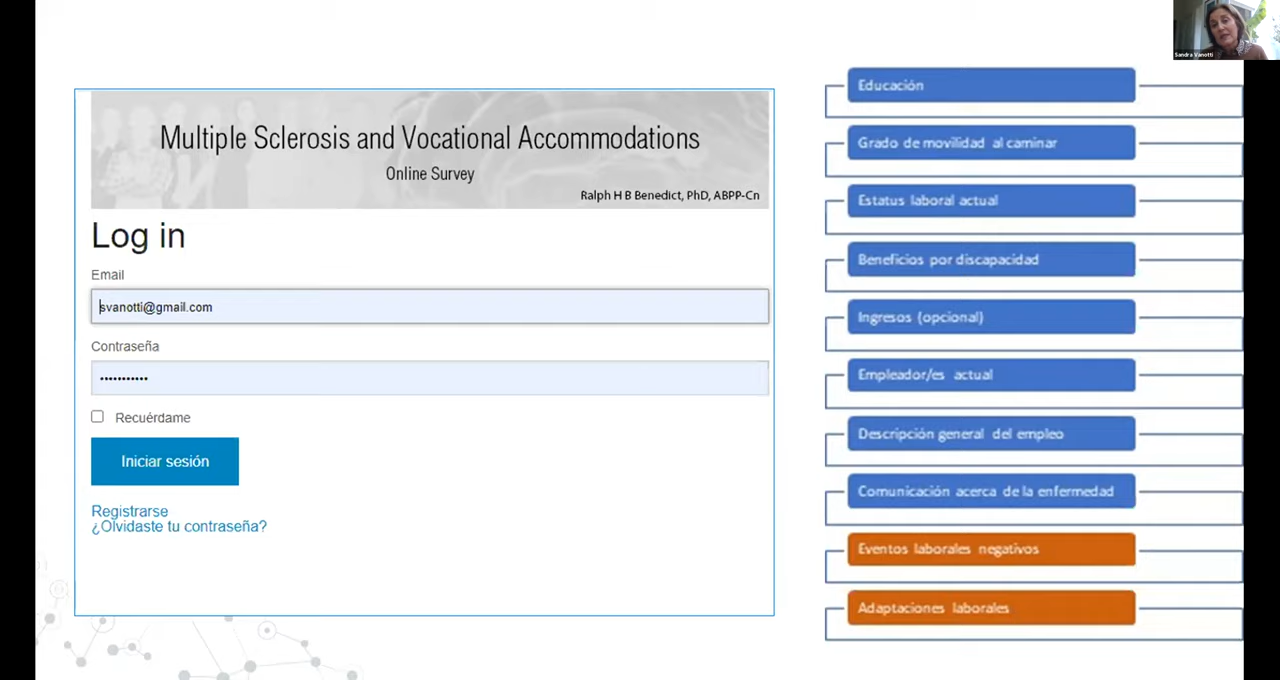 Sandra Vanotti
Multiple Sclerosis and Vocational Accommodations
Online Survey
Ralph H B Benedict, PhD, ABPP-Cn
Log in
Email
svanotti@gmail.com
Contraseña
•••••••••••
Recuérdame
Iniciar sesión
Registrarse
¿Olvidaste tu contraseña?
Educación
Grado de movilidad al caminar
Estatus laboral actual
Beneficios por discapacidad
Ingresos (opcional)
Empleador/es actual
Descripción general del empleo
Comunicación acerca de la enfermedad
Eventos laborales negativos
Adaptaciones laborales